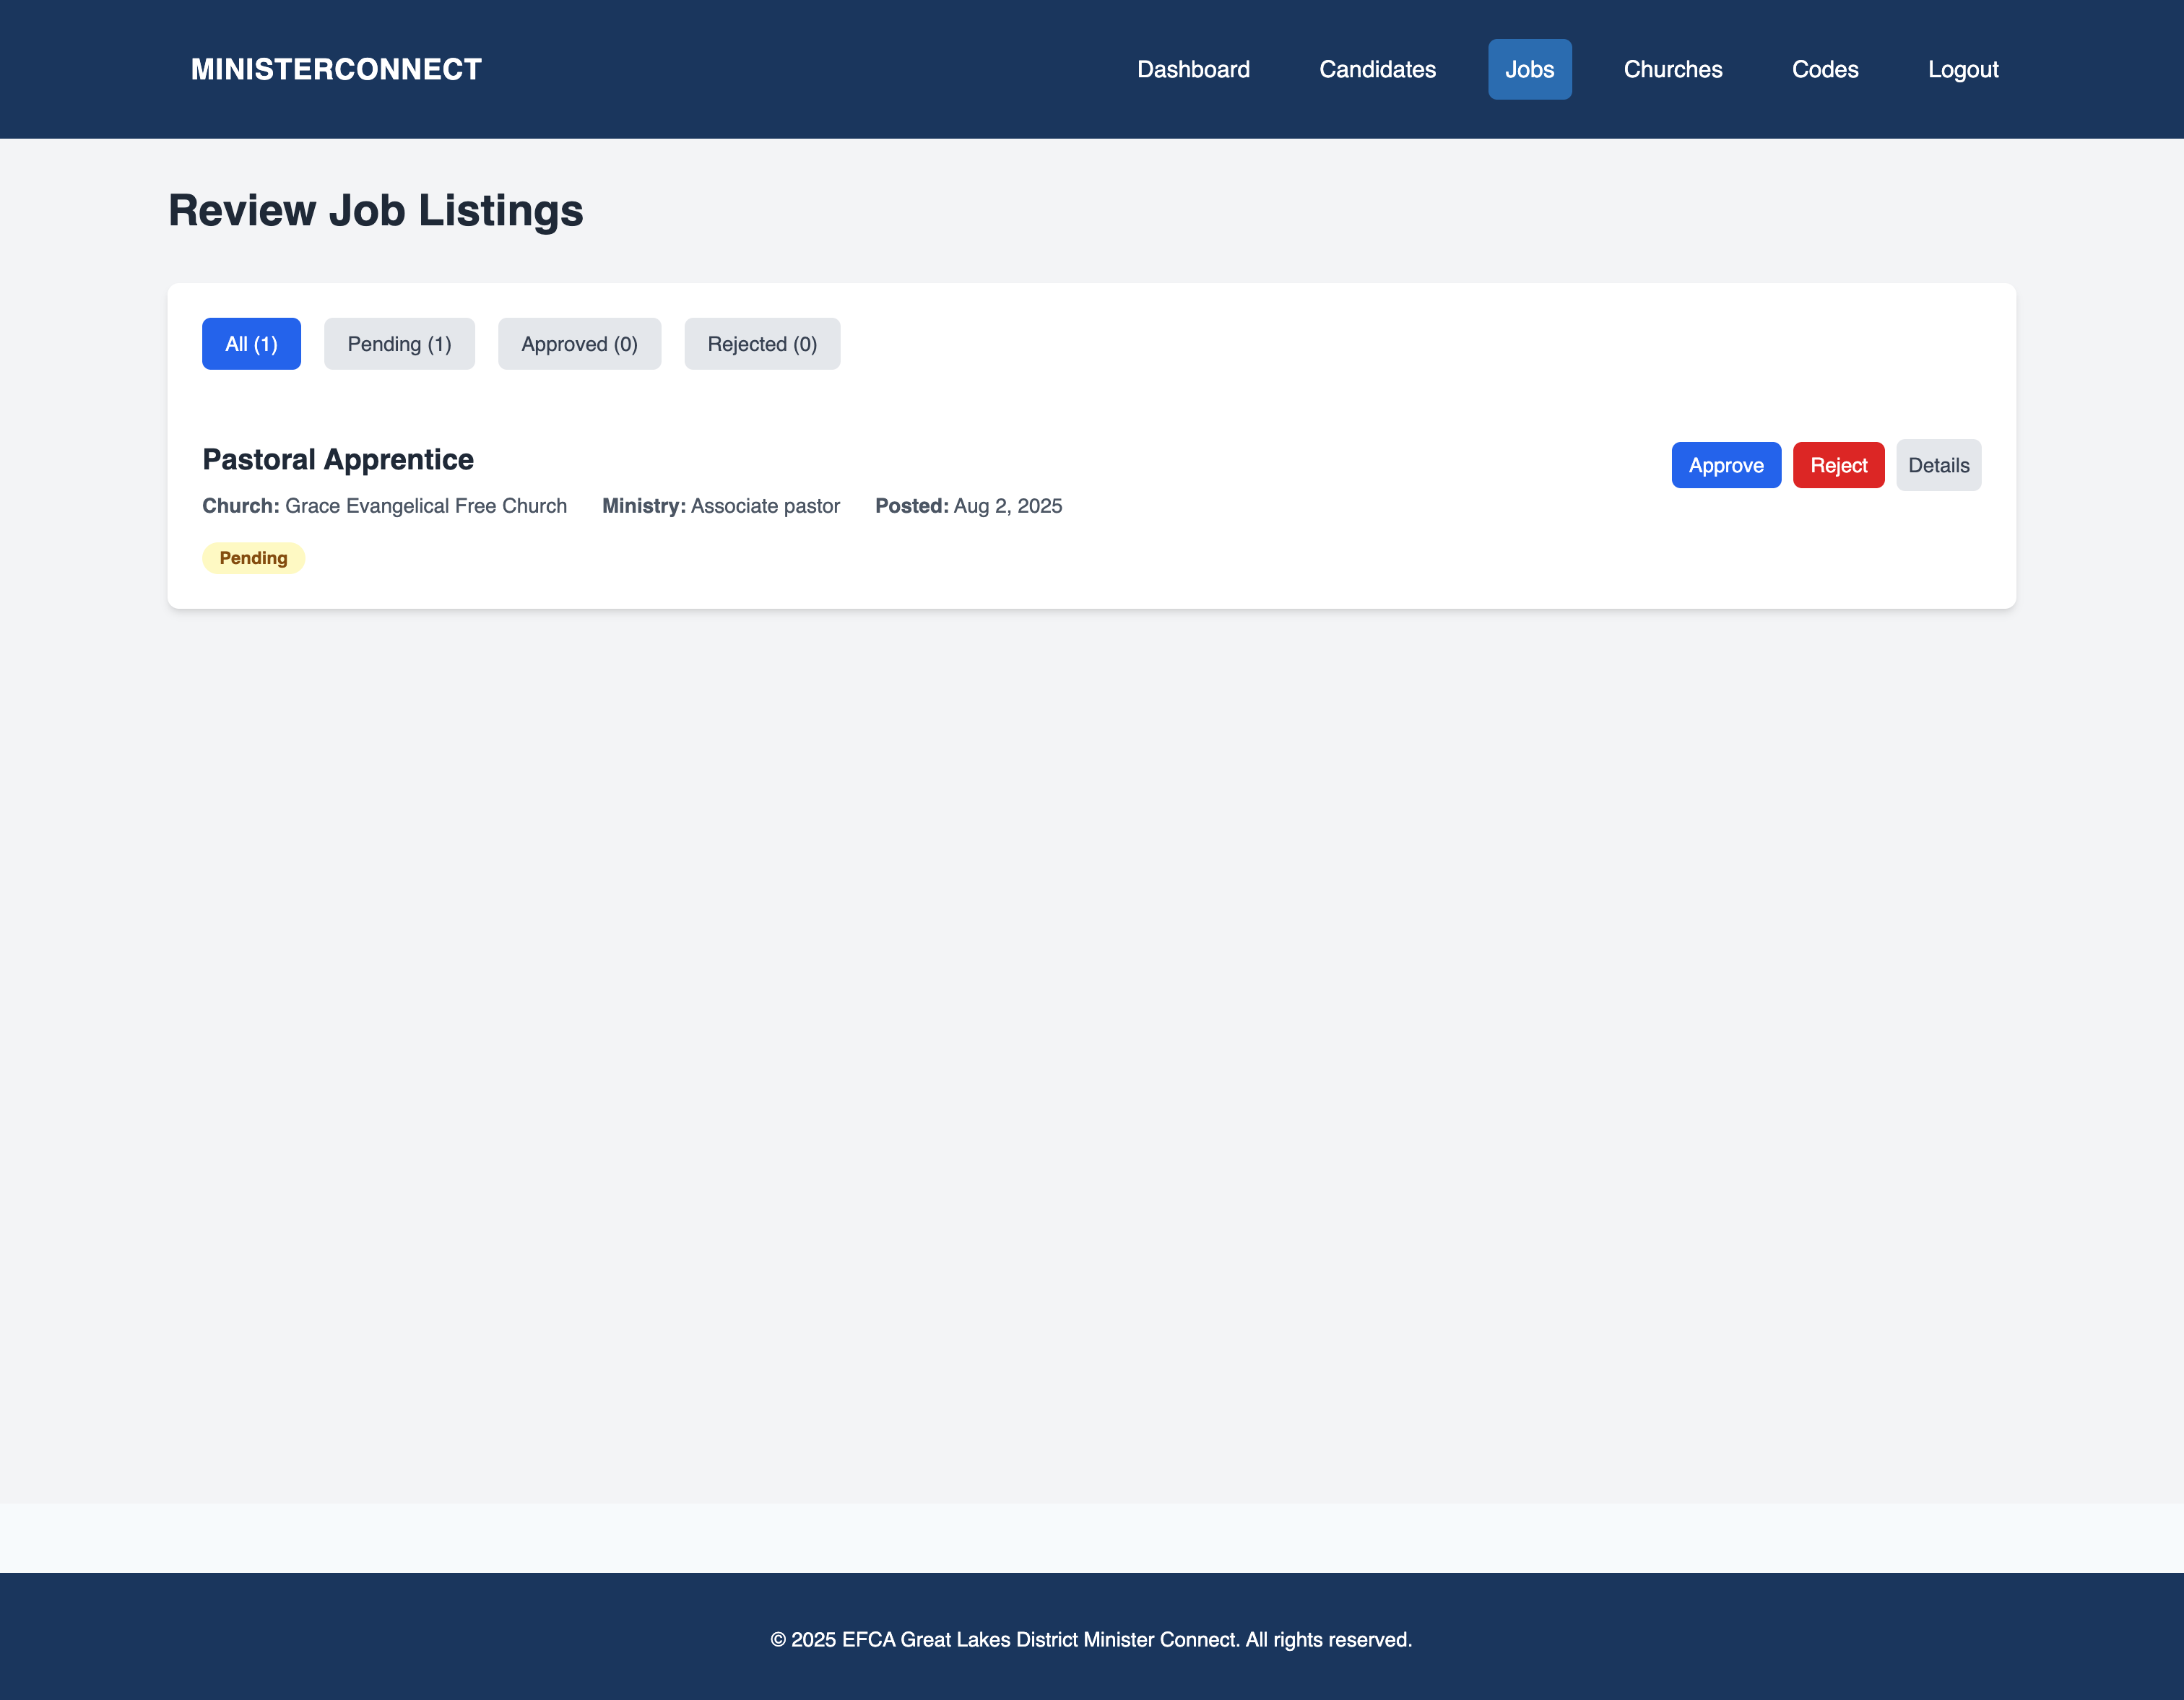 MINISTERCONNECT
Dashboard Candidates Jobs Churches Codes Logout
Review Job Listings
All (1) Pending (1) Approved (0) Rejected (0)
Pastoral Apprentice
Approve Reject Details
Church: Grace Evangelical Free Church Ministry: Associate pastor Posted: Aug 2, 2025
Pending
© 2025 EFCA Great Lakes District Minister Connect. All rights reserved.